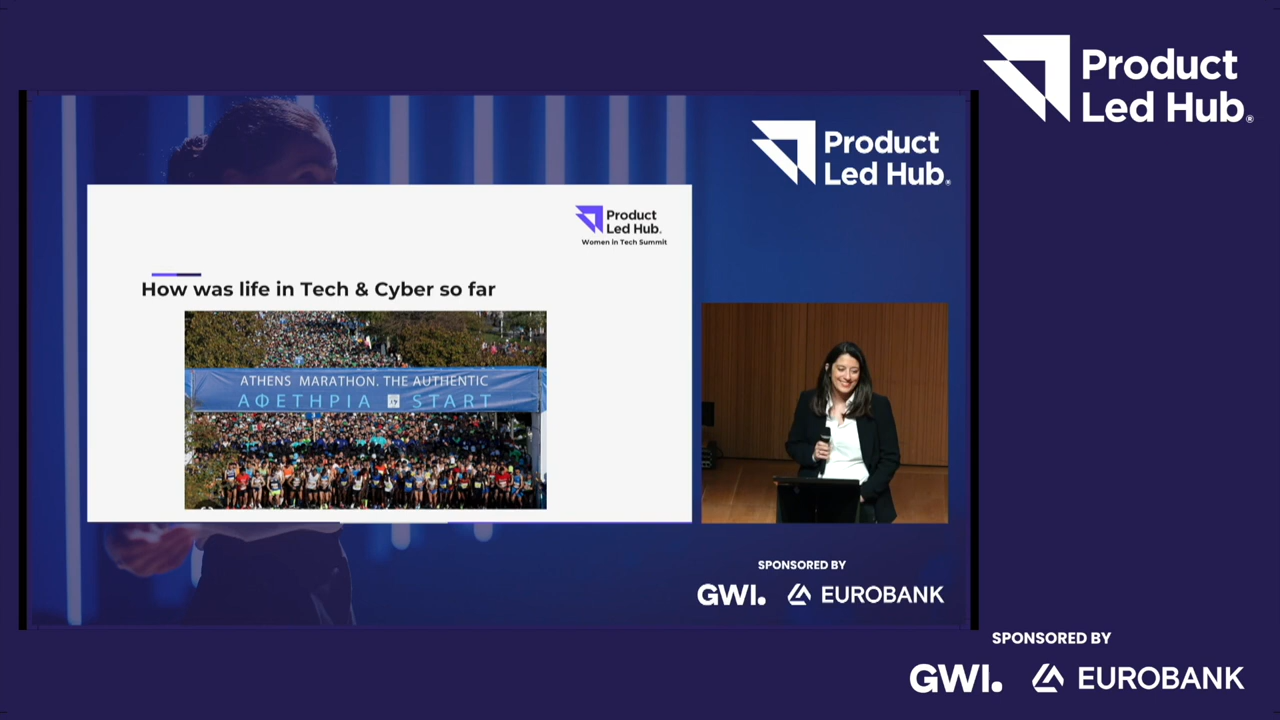 Product
Led Hub®
Product
Led Hub®
Product
Led Hub.
Women in Tech Summit
How was life in Tech & Cyber so far
ATHENS MARATHON. THE AUTHENTIC
ΑΦΕΤΗΡΙΑ START
SPONSORED BY
GWI. EUROBANK
SPONSORED BY
GWI. EUROBANK